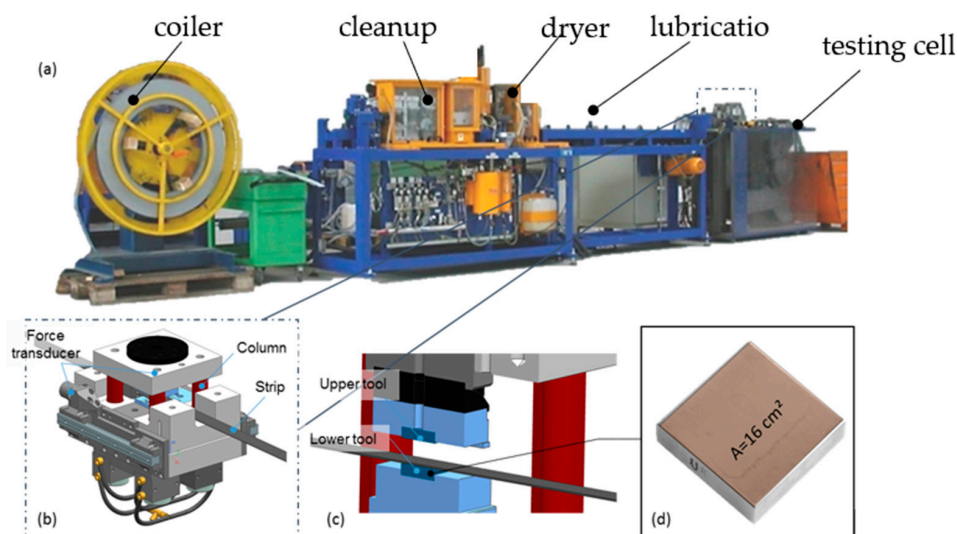 coiler
cleanup
dryer
lubricatio
testing cell
(a)
Force
transducer
Column
Strip
(b)
Upper tool
Lower tool
(c)
A=16 cm²
(d)